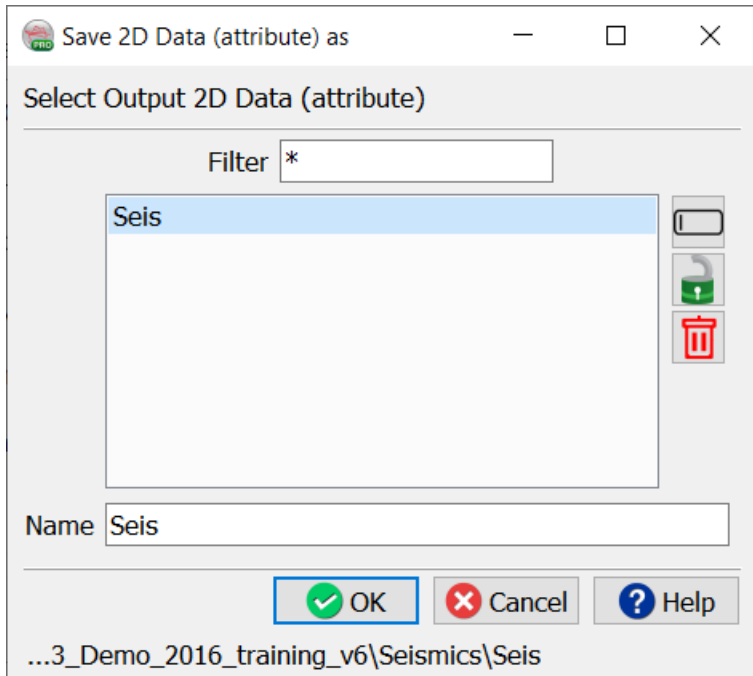 PRO Save 2D Data (attribute) as
Select Output 2D Data (attribute)
Filter *
Seis
Name Seis
OK Cancel ? Help
...3_Demo_2016_training_v6\Seismics\Seis